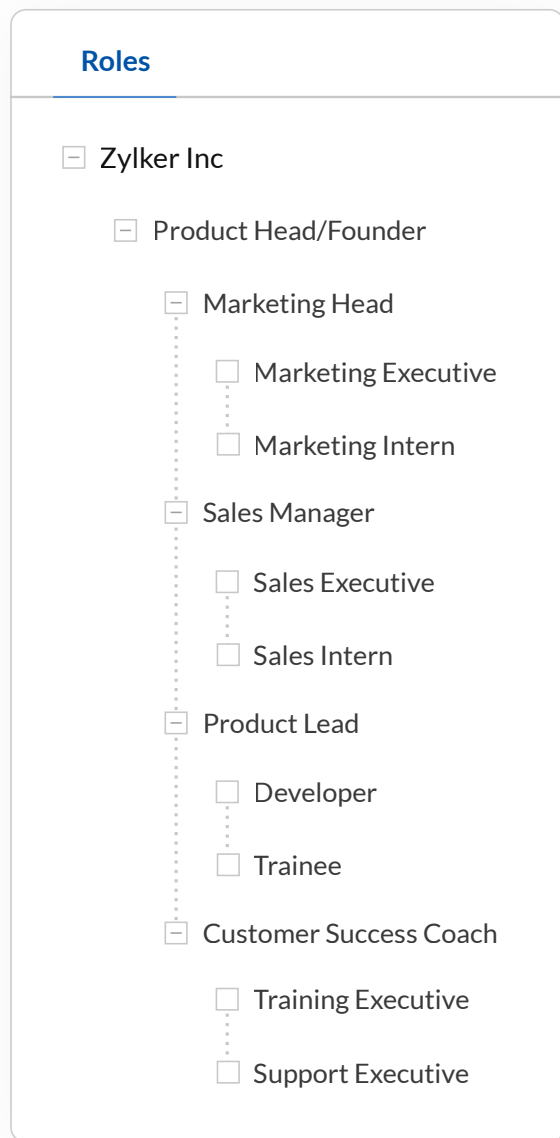 Roles
Zylker Inc
Product Head/Founder
Marketing Head
Marketing Executive
Marketing Intern
Sales Manager
Sales Executive
Sales Intern
Product Lead
Developer
Trainee
Customer Success Coach
Training Executive
Support Executive